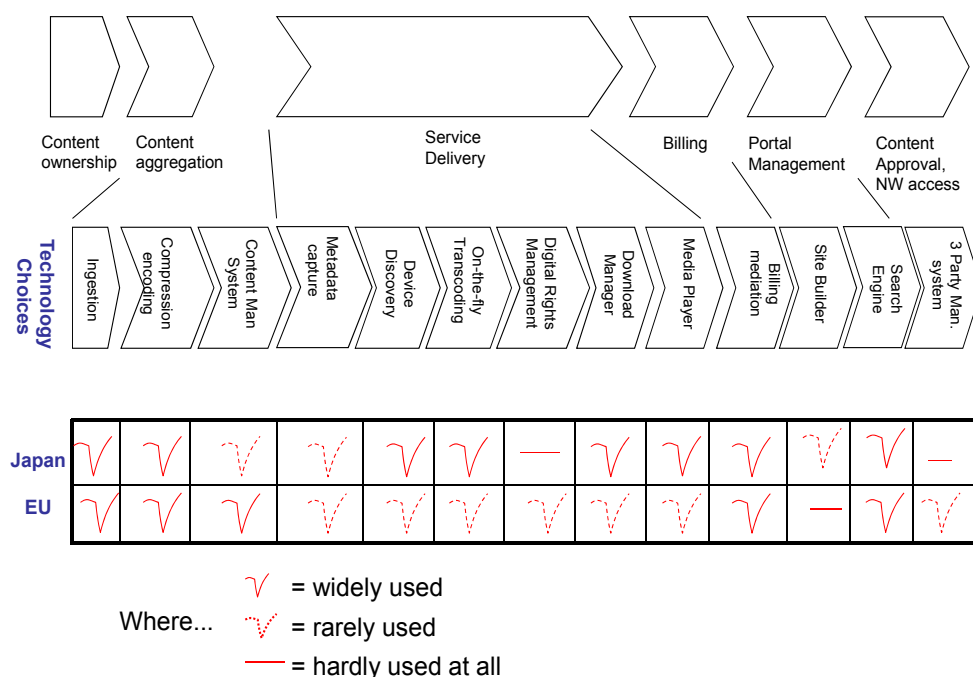 Content
ownership
Content
aggregation
Service
Delivery
Billing
Portal
Management
Content
Approval,
NW access
Technology
Choices
Ingestion
Compression
encoding
Content Man
System
Metadata
capture
Device
Discovery
On-the-fly
Transcoding
Digital Rights
Management
Download
Manager
Media Player
Billing
mediation
Site Builder
Search
Engine
3 Party Man.
system
Japan
EU
Where...
= widely used
= rarely used
= hardly used at all